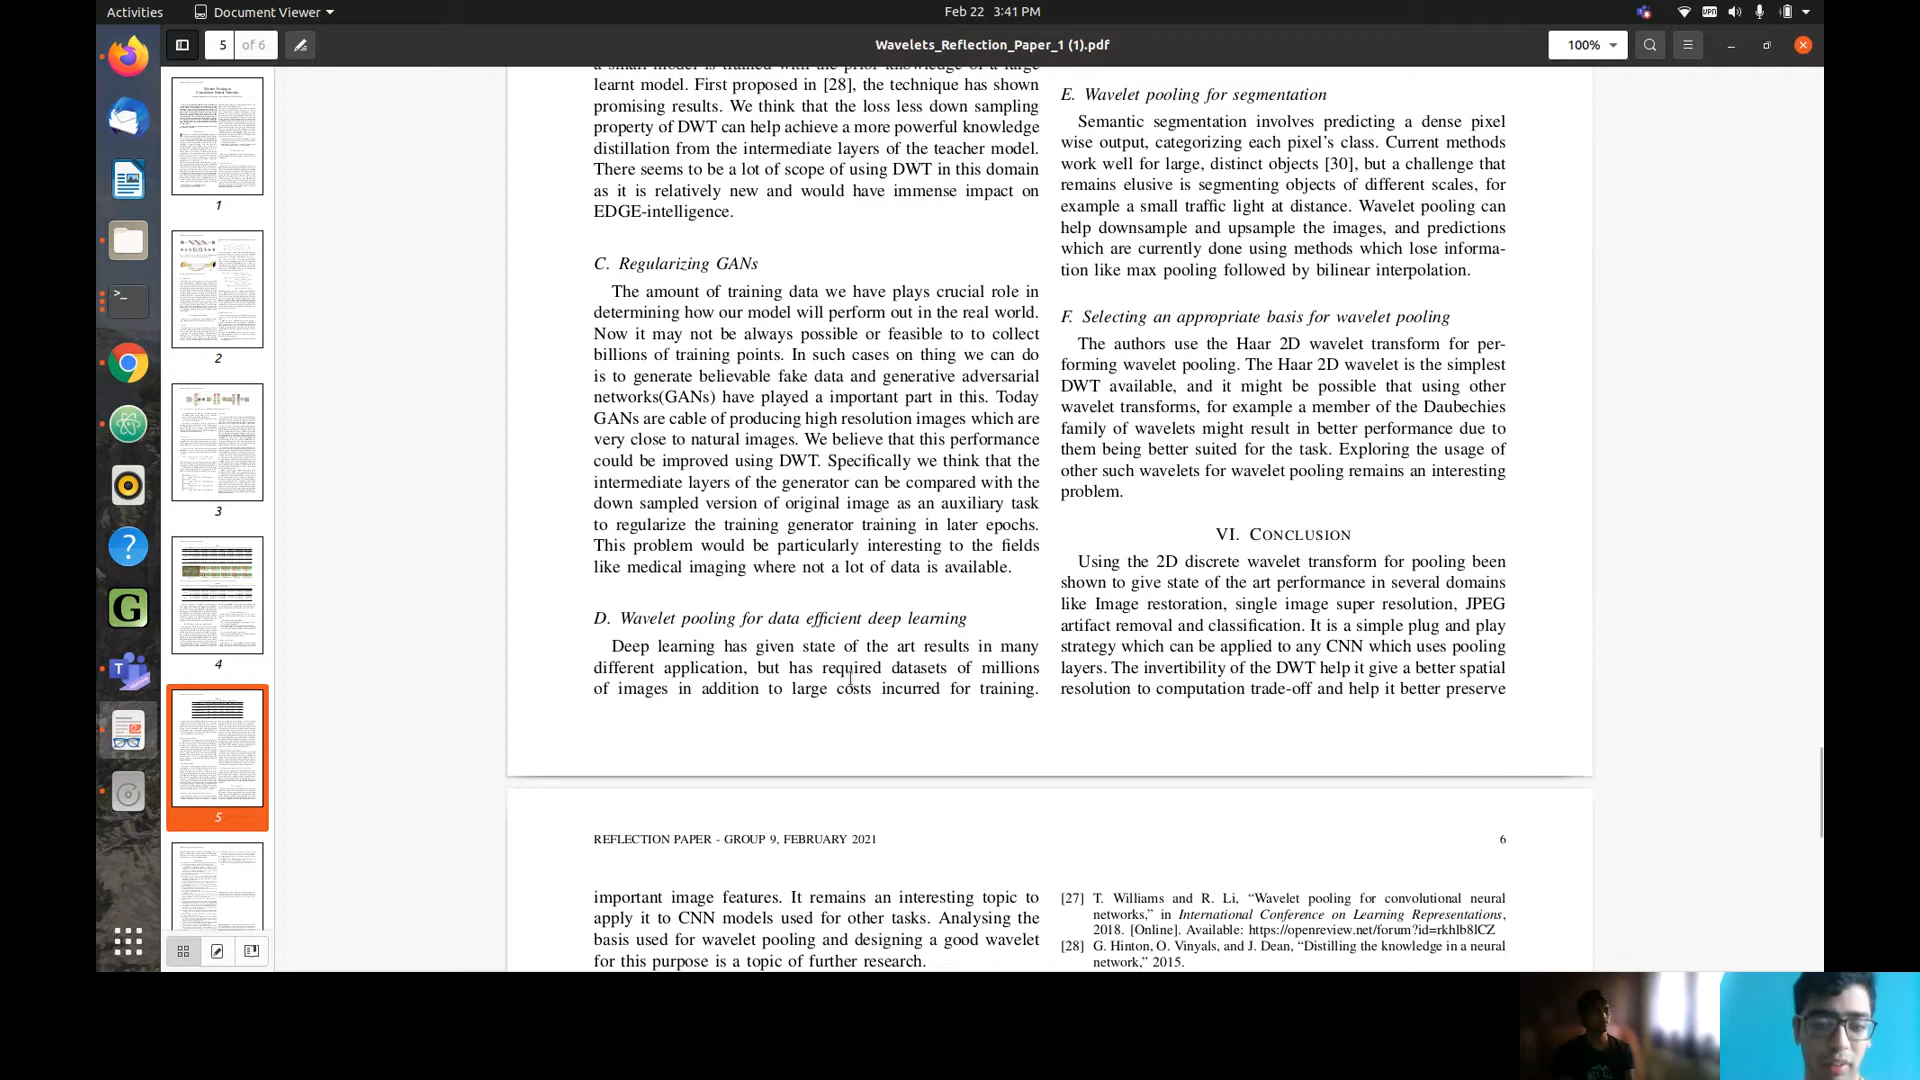 Activities
Document Viewer
Feb 22 3:41 PM
5 of 6
Wavelets_Reflection_Paper_1 (1).pdf
100%
1
2
3
4
5
learnt model. First proposed in [28], the technique has shown
promising results. We think that the loss less down sampling
property of DWT can help achieve a more powerful knowledge
distillation from the intermediate layers of the teacher model.
There seems to be a lot of scope of using DWT in this domain
as it is relatively new and would have immense impact on
EDGE-intelligence.
C. Regularizing GANs
The amount of training data we have plays crucial role in
determining how our model will perform out in the real world.
Now it may not be always possible or feasible to to collect
billions of training points. In such cases on thing we can do
is to generate believable fake data and generative adversarial
networks(GANs) have played a important part in this. Today
GANs are cable of producing high resolution images which are
very close to natural images. We believe that this performance
could be improved using DWT. Specifically we think that the
intermediate layers of the generator can be compared with the
down sampled version of original image as an auxiliary task
to regularize the training generator training in later epochs.
This problem would be particularly interesting to the fields
like medical imaging where not a lot of data is available.
D. Wavelet pooling for data efficient deep learning
Deep learning has given state of the art results in many
different application, but has required datasets of millions
of images in addition to large costs incurred for training.
E. Wavelet pooling for segmentation
Semantic segmentation involves predicting a dense pixel
wise output, categorizing each pixel's class. Current methods
work well for large, distinct objects [30], but a challenge that
remains elusive is segmenting objects of different scales, for
example a small traffic light at distance. Wavelet pooling can
help downsample and upsample the images, and predictions
which are currently done using methods which lose informa-
tion like max pooling followed by bilinear interpolation.
F. Selecting an appropriate basis for wavelet pooling
The authors use the Haar 2D wavelet transform for per-
forming wavelet pooling. The Haar 2D wavelet is the simplest
DWT available, and it might be possible that using other
wavelet transforms, for example a member of the Daubechies
family of wavelets might result in better performance due to
them being better suited for the task. Exploring the usage of
other such wavelets for wavelet pooling remains an interesting
problem.
VI. CONCLUSION
Using the 2D discrete wavelet transform for pooling been
shown to give state of the art performance in several domains
like Image restoration, single image super resolution, JPEG
artifact removal and classification. It is a simple plug and play
strategy which can be applied to any CNN which uses pooling
layers. The invertibility of the DWT help it give a better spatial
resolution to computation trade-off and help it better preserve
REFLECTION PAPER - GROUP 9, FEBRUARY 2021
6
important image features. It remains an interesting topic to
apply it to CNN models used for other tasks. Analysing the
basis used for wavelet pooling and designing a good wavelet
for this purpose is a topic of further research.
[27] T. Williams and R. Li, “Wavelet pooling for convolutional neural
networks,” in International Conference on Learning Representations,
2018. [Online]. Available: https://openreview.net/forum?id=rkhlb8lCZ
[28] G. Hinton, O. Vinyals, and J. Dean, “Distilling the knowledge in a neural
network,” 2015.